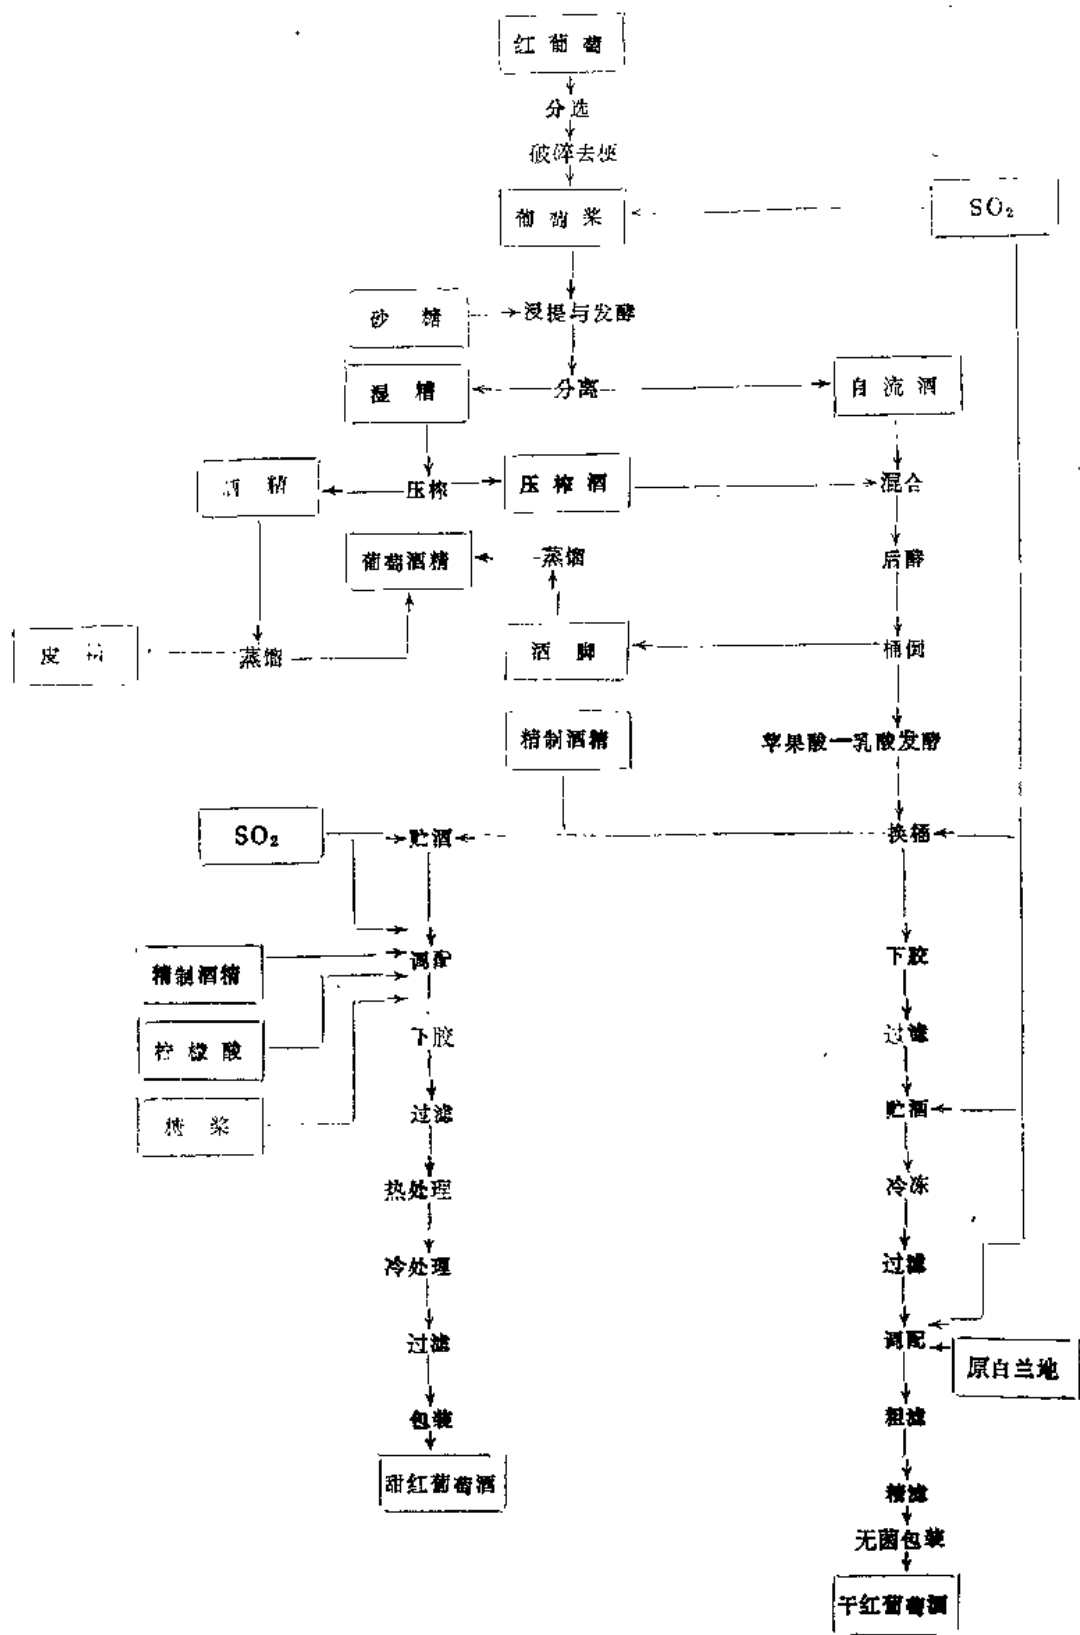 红葡萄
分选
破碎去梗
葡萄浆
SO₂
砂糖
浸提与发酵
湿糟
分离
自流酒
压榨
压榨酒
混合
葡萄酒精
蒸馏
后酵
皮
蒸馏
酒脚
桶倒
精制酒精
苹果酸—乳酸发酵
SO₂
贮酒
换桶
调配
下胶
精制酒精
柠檬酸
下胶
过滤
糖浆
过滤
贮酒
热处理
冷冻
冷处理
过滤
过滤
调配
原白兰地
包装
粗滤
甜红葡萄酒
精滤
无菌包装
干红葡萄酒